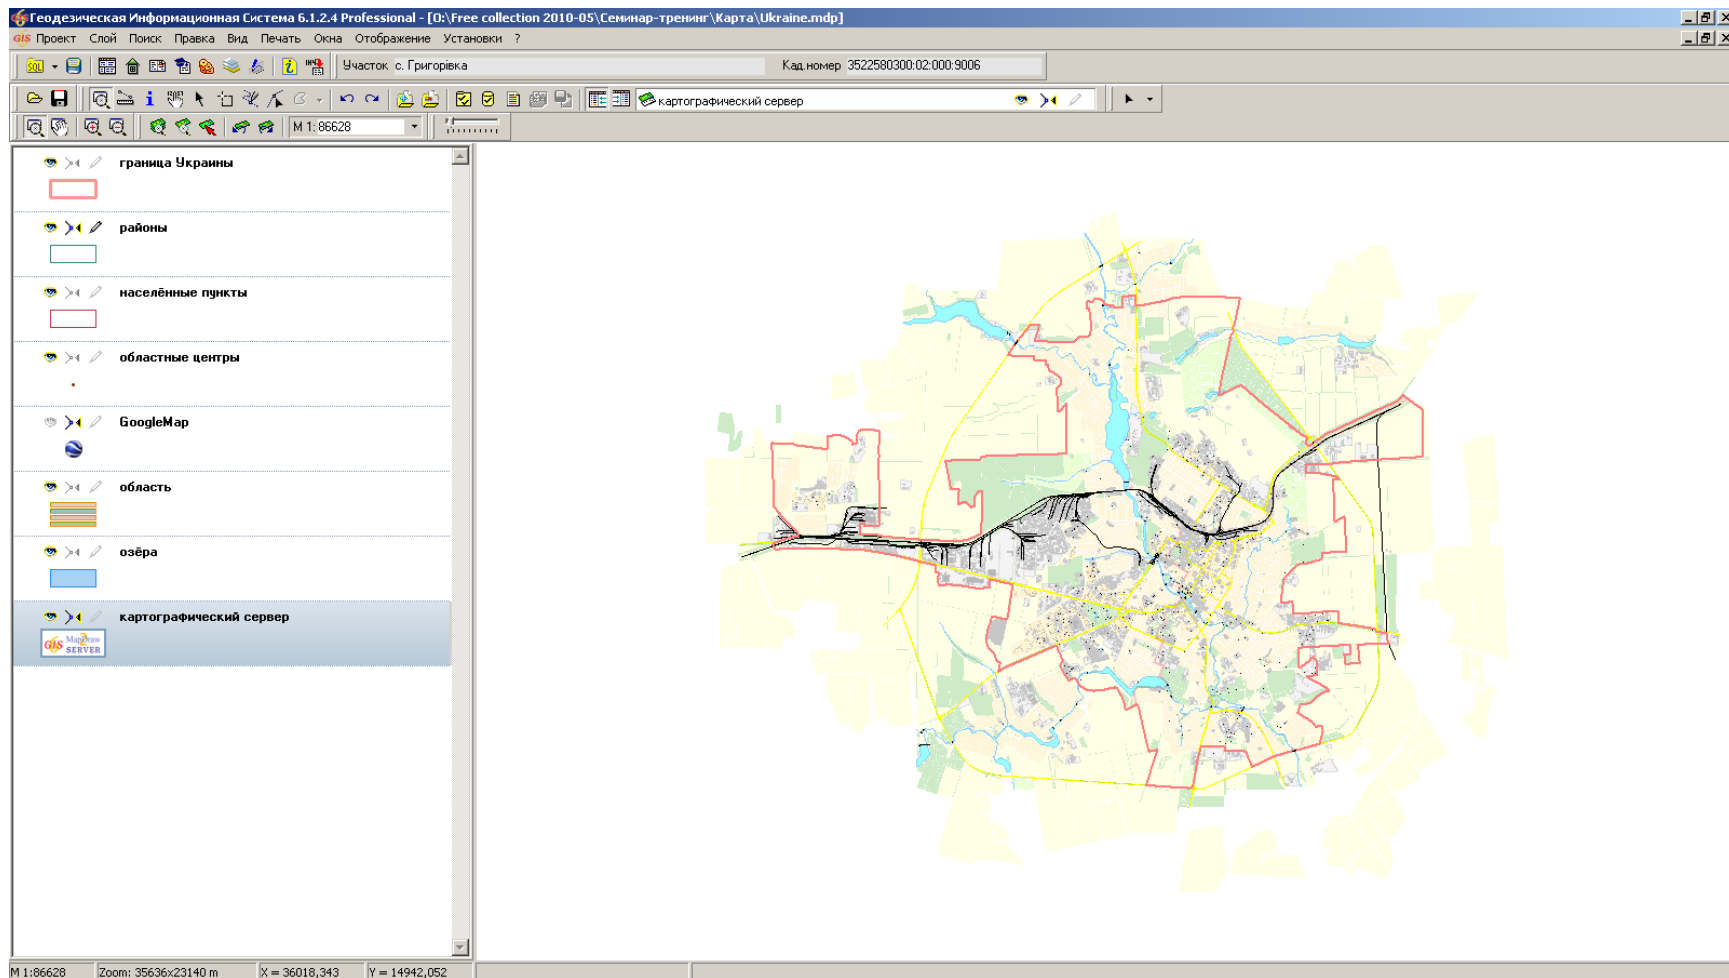 Геодезическая Информационная Система 6.1.2.4 Professional - [O:\Free collection 2010-05\Семинар-тренинг\Карта\Ukraine.mdp]
GIS Проект Слой Поиск Правка Вид Печать Окна Отображение Установки ?
SQL Участок с. Григорівка Кад.номер 3522580300:02:000:9006
картографический сервер
M 1: 86628
граница Украины
районы
населённые пункты
областные центры
GoogleMap
область
озёра
картографический сервер
GIS MapDraw SERVER
M 1:86628 Zoom: 35636x23140 m X = 36018,343 Y = 14942,052